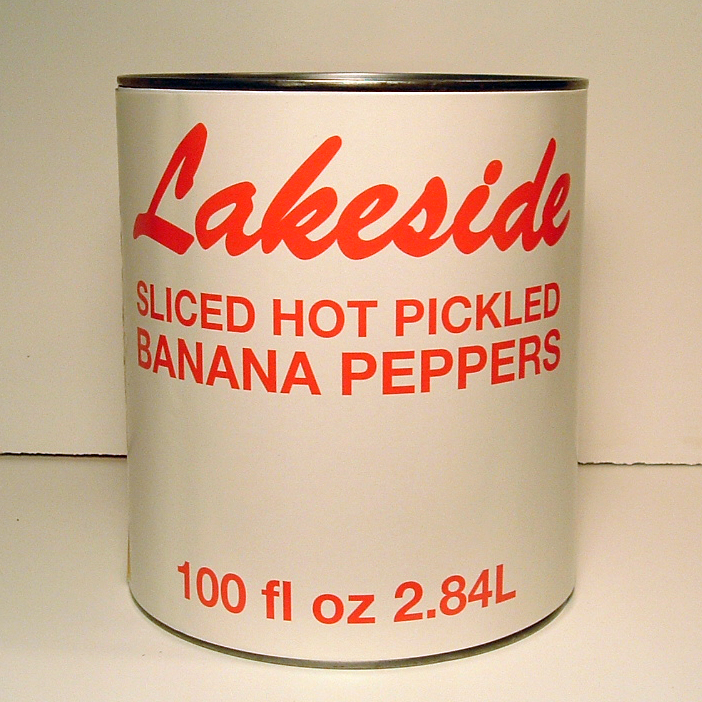 Lakeside
SLICED HOT PICKLED
BANANA PEPPERS
100 fl oz 2.84L